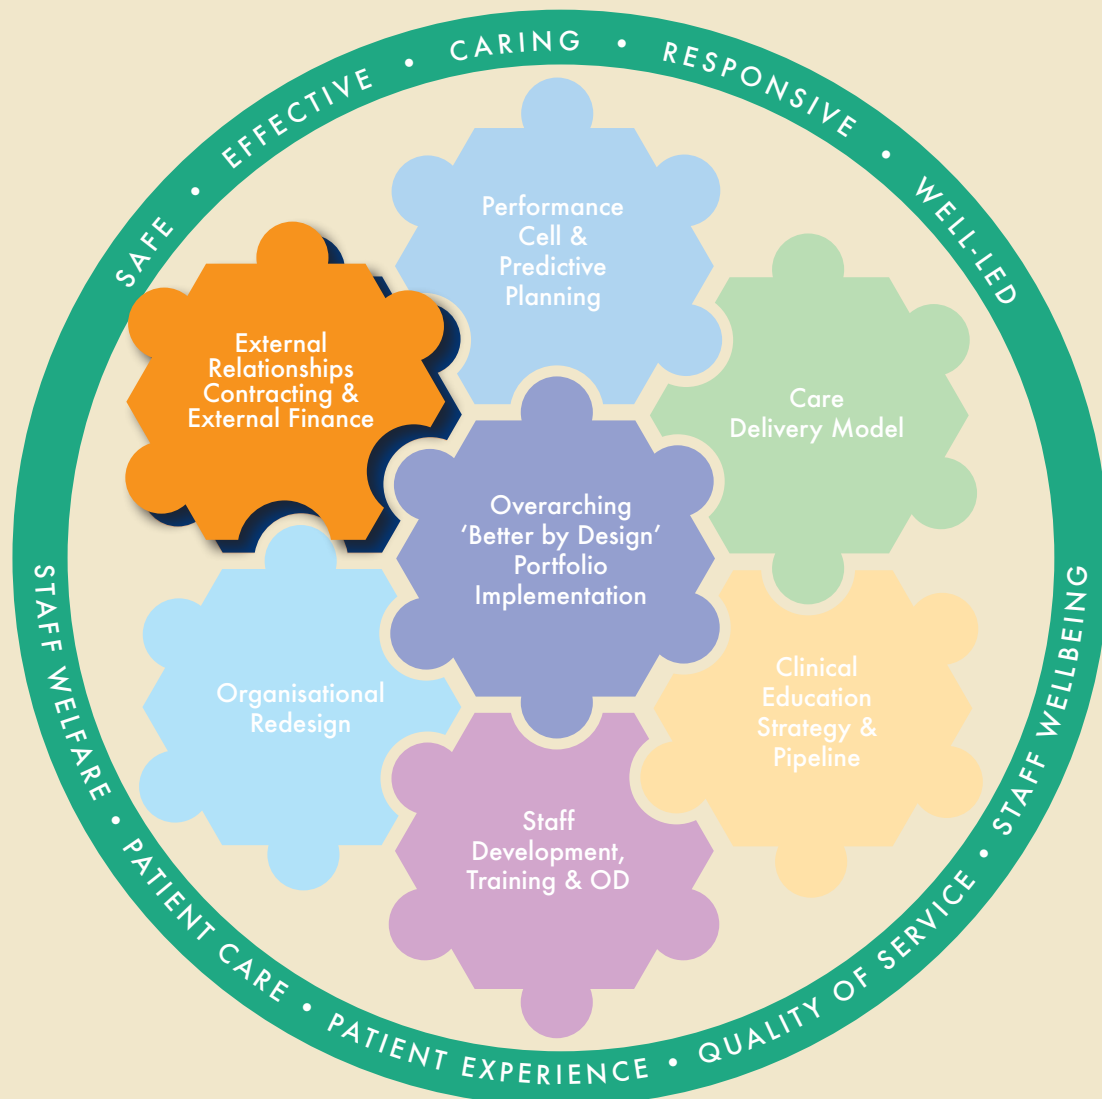 SAFE • EFFECTIVE • CARING • RESPONSIVE • WELL-LED
Performance
Cell &
Predictive
Planning
External
Relationships
Contracting &
External Finance
Care
Delivery Model
Overarching
‘Better by Design’
Portfolio
Implementation
Organisational
Redesign
Clinical
Education
Strategy &
Pipeline
Staff
Development,
Training & OD
STAFF WELFARE • PATIENT CARE • PATIENT EXPERIENCE • QUALITY OF SERVICE • STAFF WELLBEING